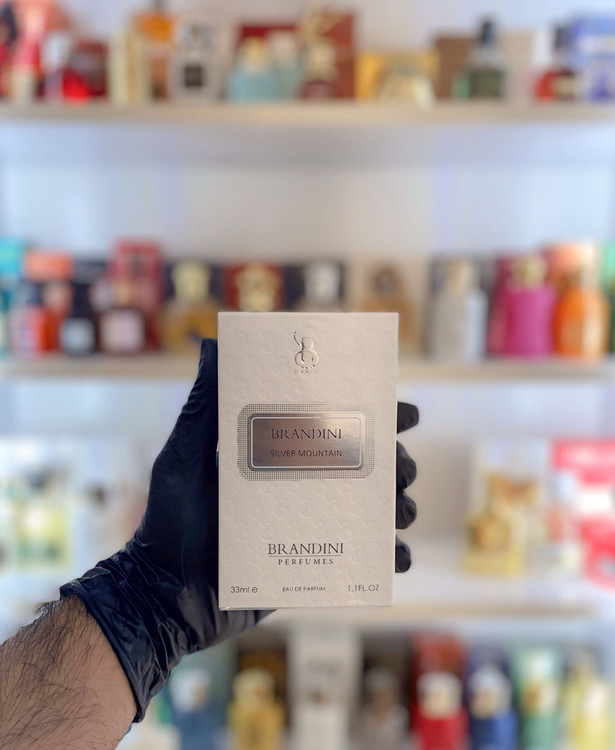 BRANDINI
SILVER MOUNTAIN
BRANDINI
PERFUMES
33ml e EAU DE PARFUM 1,1FL.OZ